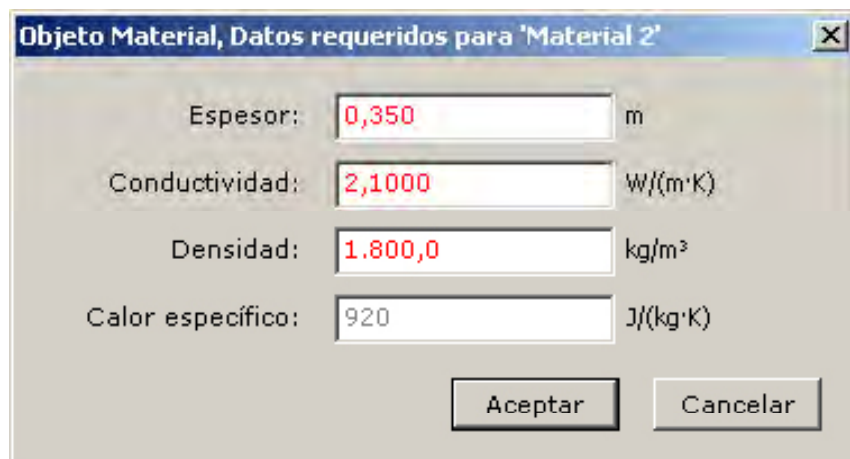 Objeto Material, Datos requeridos para 'Material 2'
Espesor: 0,350 m
Conductividad: 2,1000 W/(m·K)
Densidad: 1.800,0 kg/m³
Calor específico: 920 J/(kg·K)
Aceptar Cancelar